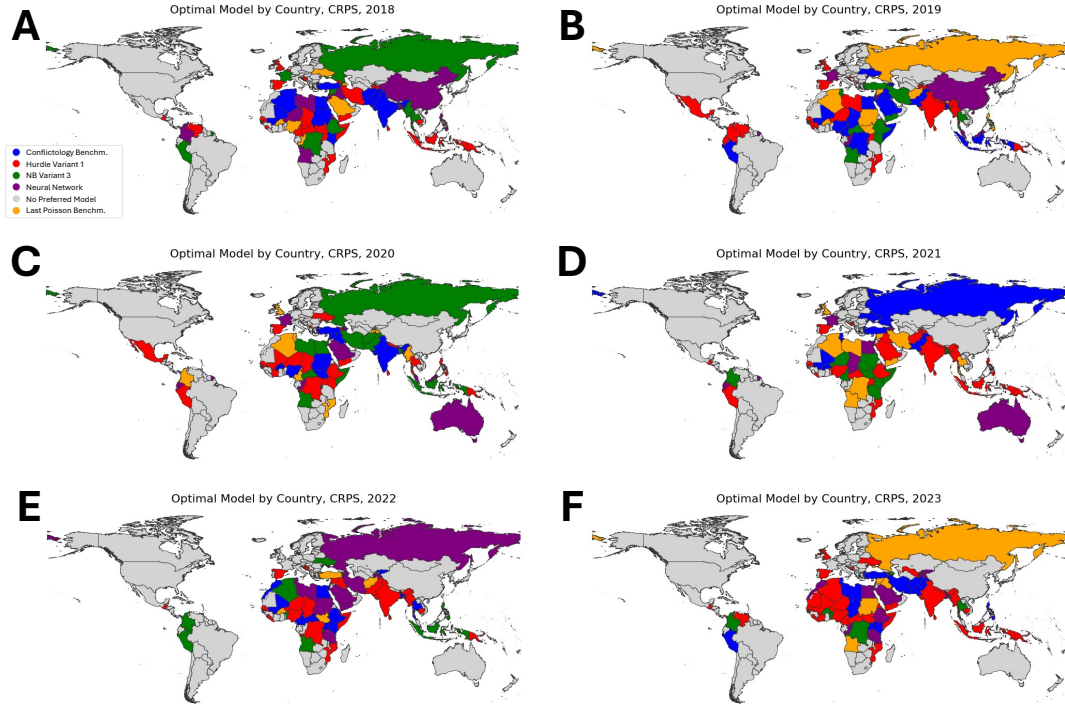 A
Optimal Model by Country, CRPS, 2018
Conflictology Benchm.
Hurdle Variant 1
NB Variant 3
Neural Network
No Preferred Model
Last Poisson Benchm.
B
Optimal Model by Country, CRPS, 2019
C
Optimal Model by Country, CRPS, 2020
D
Optimal Model by Country, CRPS, 2021
E
Optimal Model by Country, CRPS, 2022
F
Optimal Model by Country, CRPS, 2023